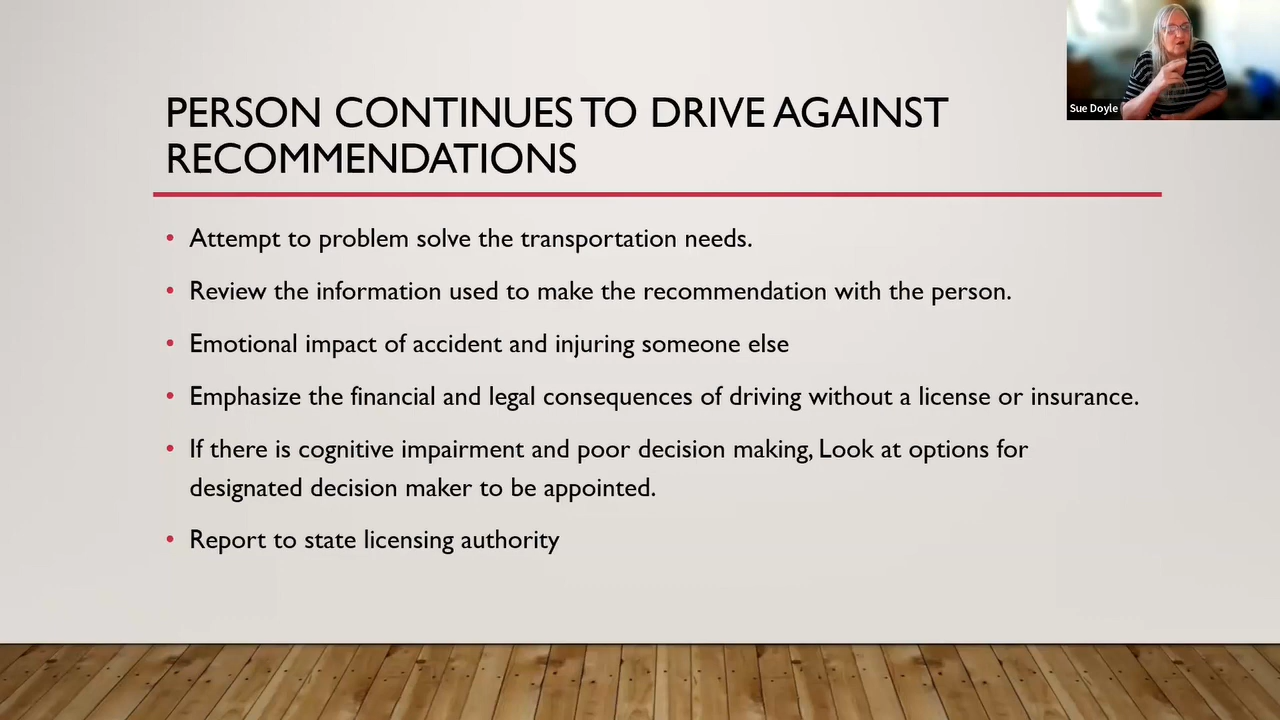 PERSON CONTINUES TO DRIVE AGAINST
RECOMMENDATIONS
Sue Doyle
• Attempt to problem solve the transportation needs.
• Review the information used to make the recommendation with the person.
• Emotional impact of accident and injuring someone else
• Emphasize the financial and legal consequences of driving without a license or insurance.
• If there is cognitive impairment and poor decision making, Look at options for
designated decision maker to be appointed.
• Report to state licensing authority